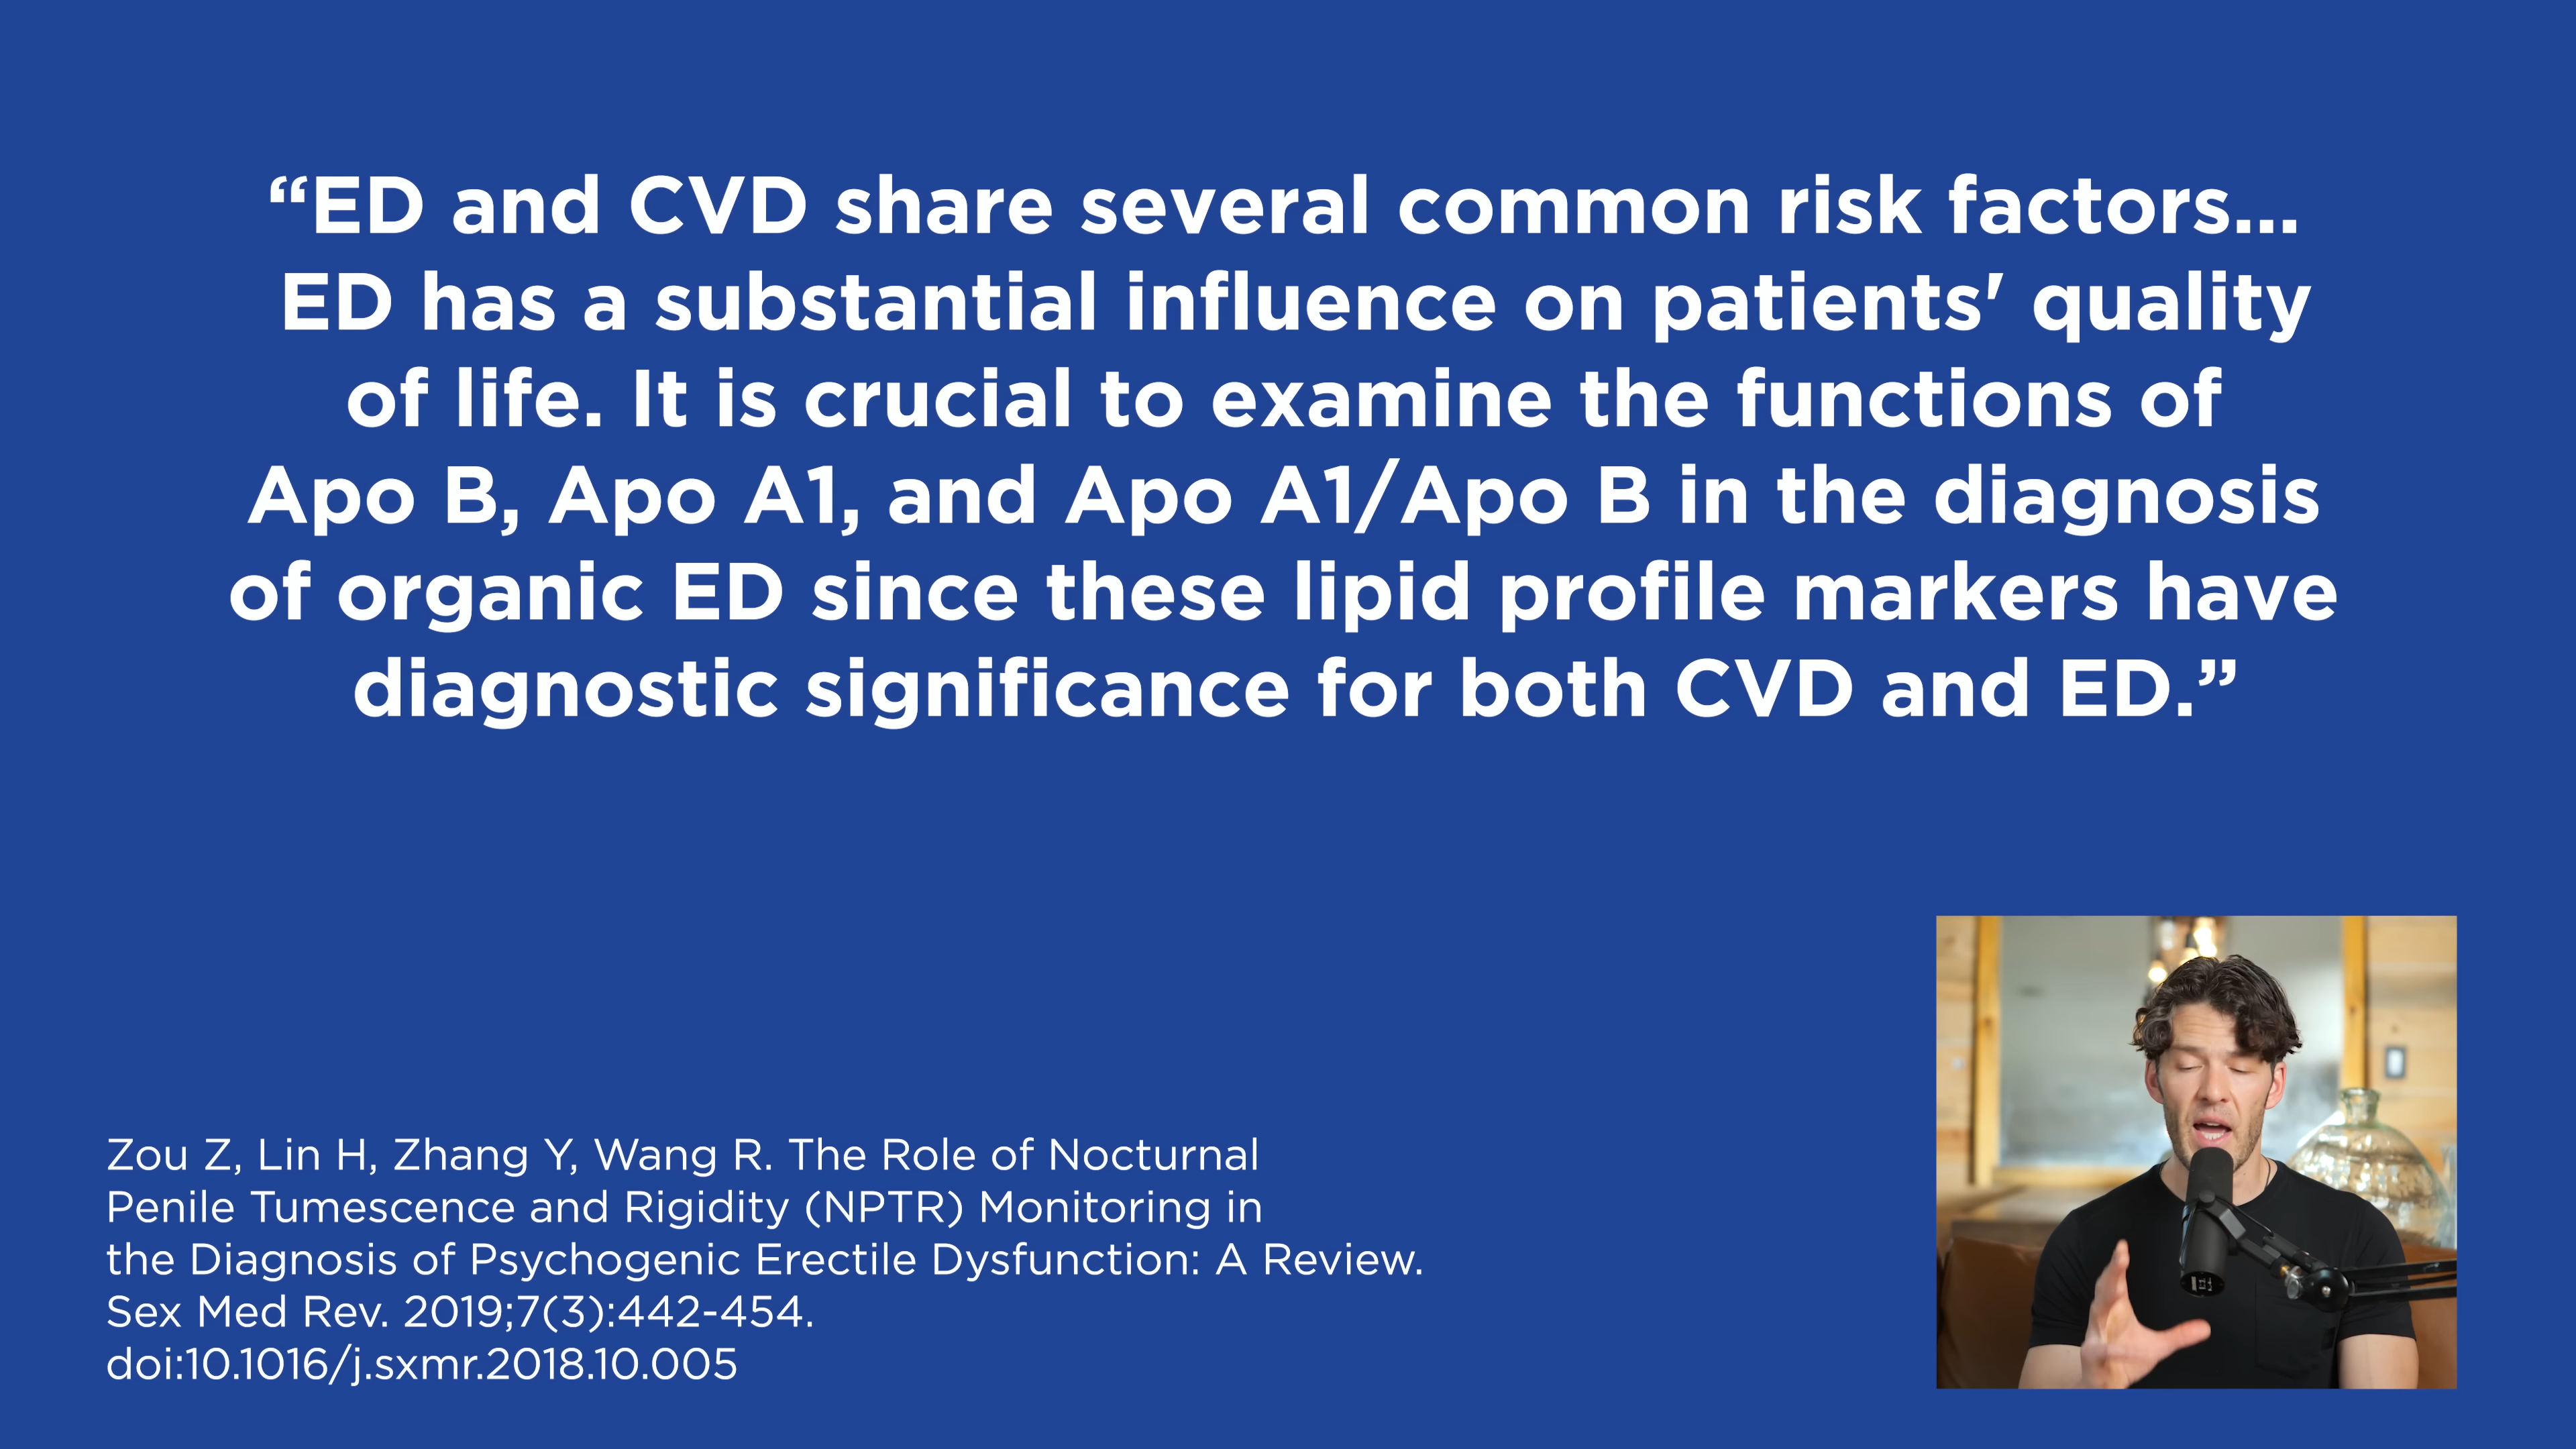 “ED and CVD share several common risk factors...
ED has a substantial influence on patients' quality
of life. It is crucial to examine the functions of
Apo B, Apo A1, and Apo A1/Apo B in the diagnosis
of organic ED since these lipid profile markers have
diagnostic significance for both CVD and ED.”
Zou Z, Lin H, Zhang Y, Wang R. The Role of Nocturnal
Penile Tumescence and Rigidity (NPTR) Monitoring in
the Diagnosis of Psychogenic Erectile Dysfunction: A Review.
Sex Med Rev. 2019;7(3):442-454.
doi:10.1016/j.sxmr.2018.10.005